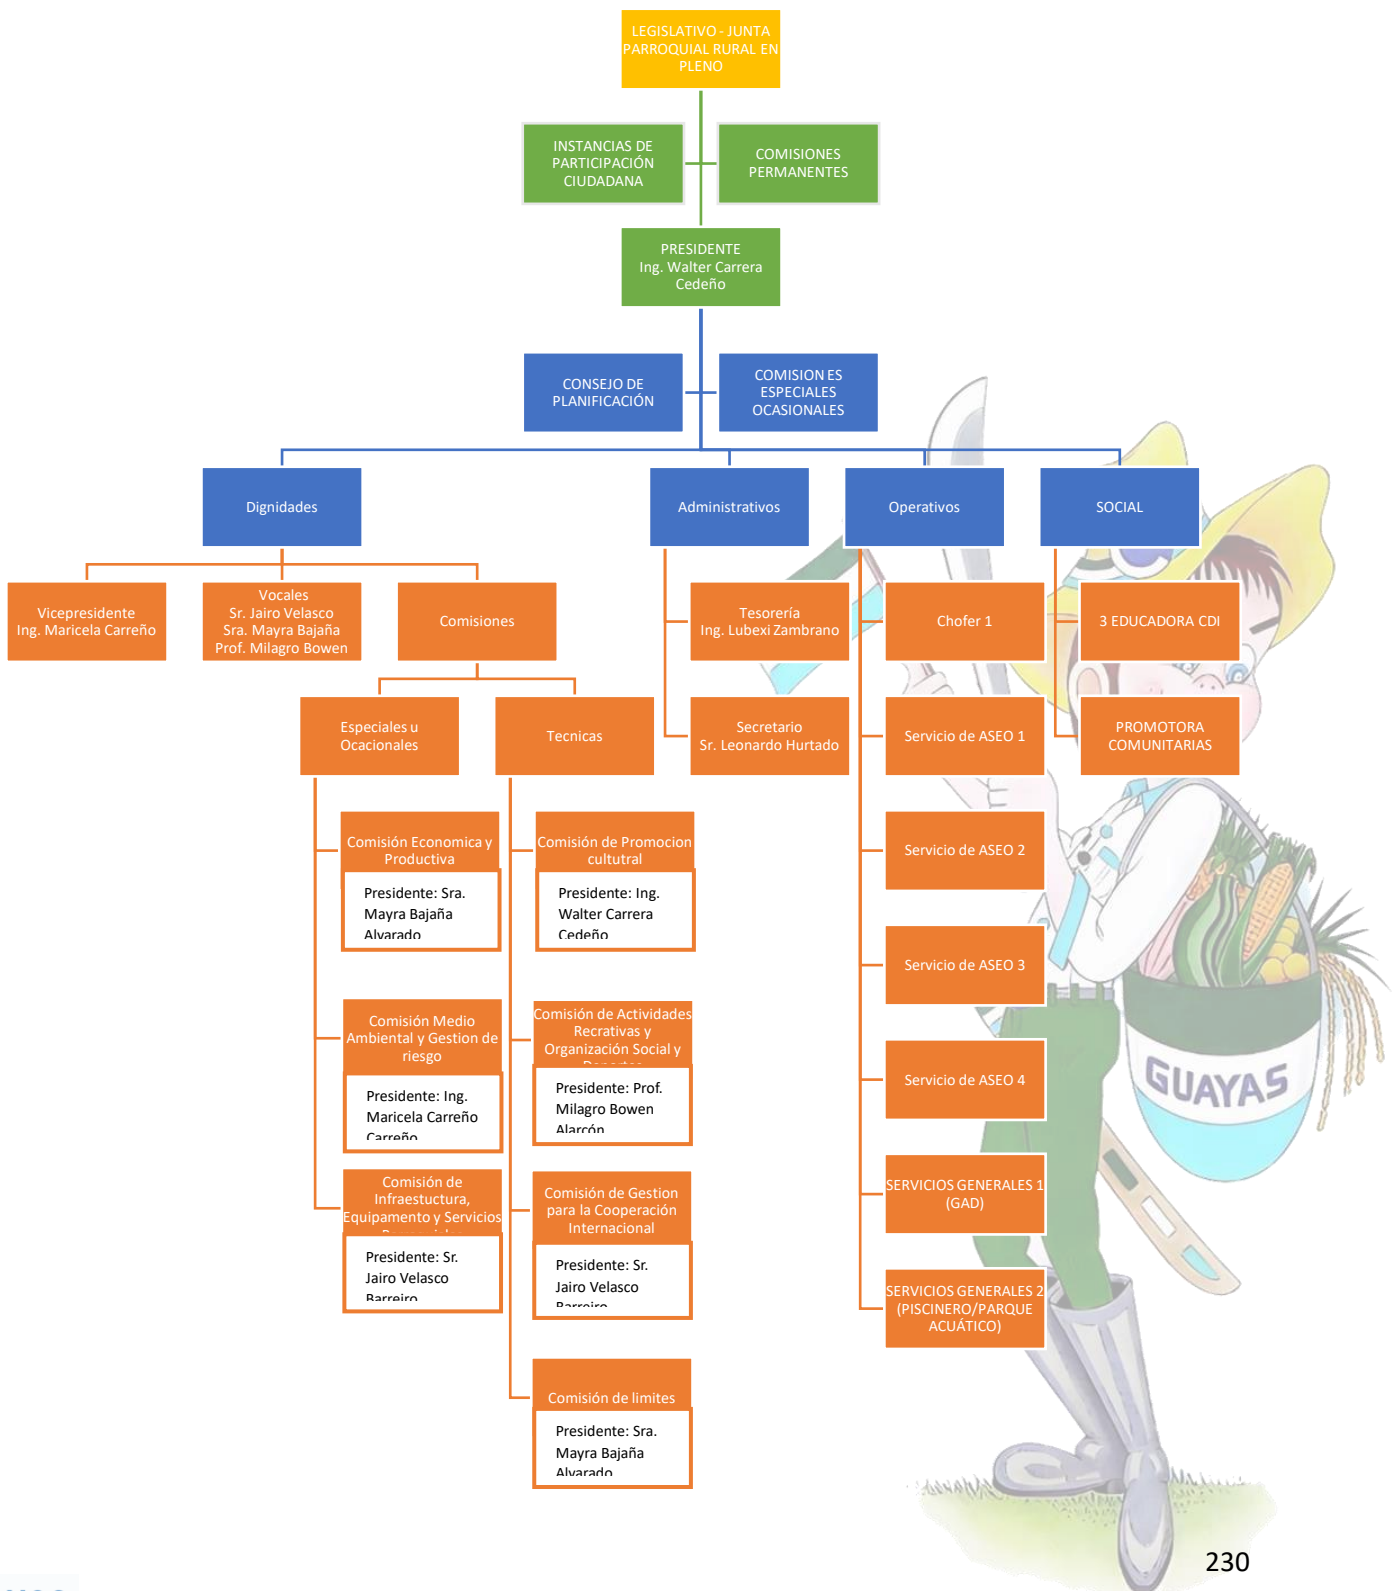 LEGISLATIVO - JUNTA
PARROQUIAL RURAL EN
PLENO
INSTANCIAS DE
PARTICIPACIÓN
CIUDADANA
COMISIONES
PERMANENTES
PRESIDENTE
Ing. Walter Carrera
Cedeño
CONSEJO DE
PLANIFICACIÓN
COMISION ES
ESPECIALES
OCASIONALES
Dignidades
Administrativos
Operativos
SOCIAL
Vicepresidente
Ing. Maricela Carreño
Vocales
Sr. Jairo Velasco
Sra. Mayra Bajaña
Prof. Milagro Bowen
Comisiones
Tesorería
Ing. Lubexi Zambrano
Chofer 1
3 EDUCADORA CDI
Especiales u
Ocacionales
Tecnicas
Secretario
Sr. Leonardo Hurtado
Servicio de ASEO 1
PROMOTORA
COMUNITARIAS
Comisión Economica y
Productiva
Presidente: Sra.
Mayra Bajaña
Alvarado
Comisión de Promocion
cultutral
Presidente: Ing.
Walter Carrera
Cedeño
Servicio de ASEO 2
Servicio de ASEO 3
Comisión Medio
Ambiental y Gestion de
riesgo
Presidente: Ing.
Maricela Carreño
Carreño
Comisión de Actividades
Recrativas y
Organización Social y
Presidente: Prof.
Milagro Bowen
Alarcón
Servicio de ASEO 4
GUAYAS
Comisión de
Infraestuctura,
Equipamento y Servicios
Presidente: Sr.
Jairo Velasco
Barreiro
Comisión de Gestion
para la Cooperación
Internacional
Presidente: Sr.
Jairo Velasco
Barreiro
SERVICIOS GENERALES 1
(GAD)
SERVICIOS GENERALES 2
(PISCINERO/PARQUE
ACUÁTICO)
Comisión de limites
Presidente: Sra.
Mayra Bajaña
Alvarado
230